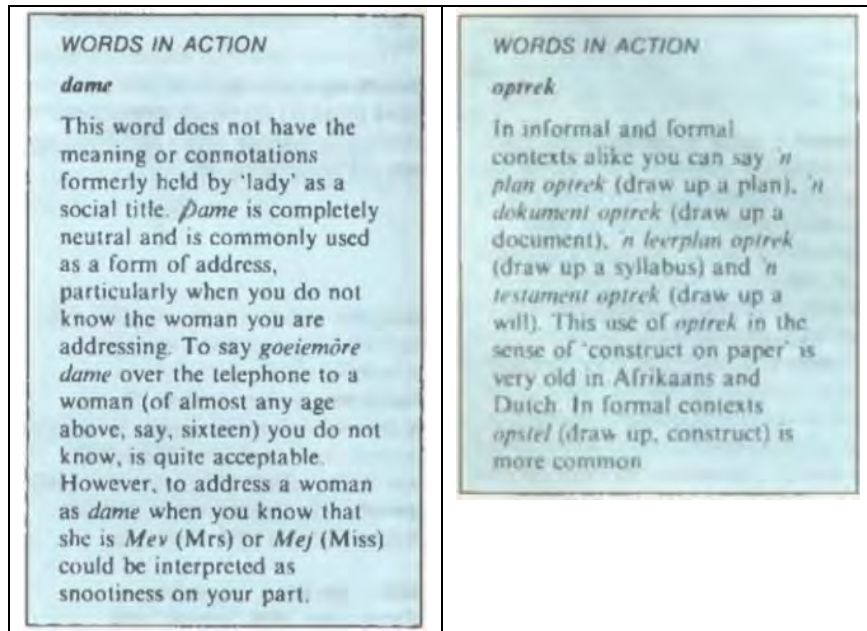 WORDS IN ACTION
dame
This word does not have the
meaning or connotations
formerly held by 'lady' as a
social title. Dame is completely
neutral and is commonly used
as a form of address,
particularly when you do not
know the woman you are
addressing. To say goeiemôre
dame over the telephone to a
woman (of almost any age
above, say, sixteen) you do not
know, is quite acceptable.
However, to address a woman
as dame when you know that
she is Mev (Mrs) or Mej (Miss)
could be interpreted as
snootiness on your part.
WORDS IN ACTION
optrek
In informal and formal
contexts alike you can say 'n
plan optrek (draw up a plan), 'n
dokument optrek (draw up a
document), 'n leerplan optrek
(draw up a syllabus) and 'n
testament optrek (draw up a
will). This use of optrek in the
sense of 'construct on paper' is
very old in Afrikaans and
Dutch. In formal contexts
opstel (draw up, construct) is
more common